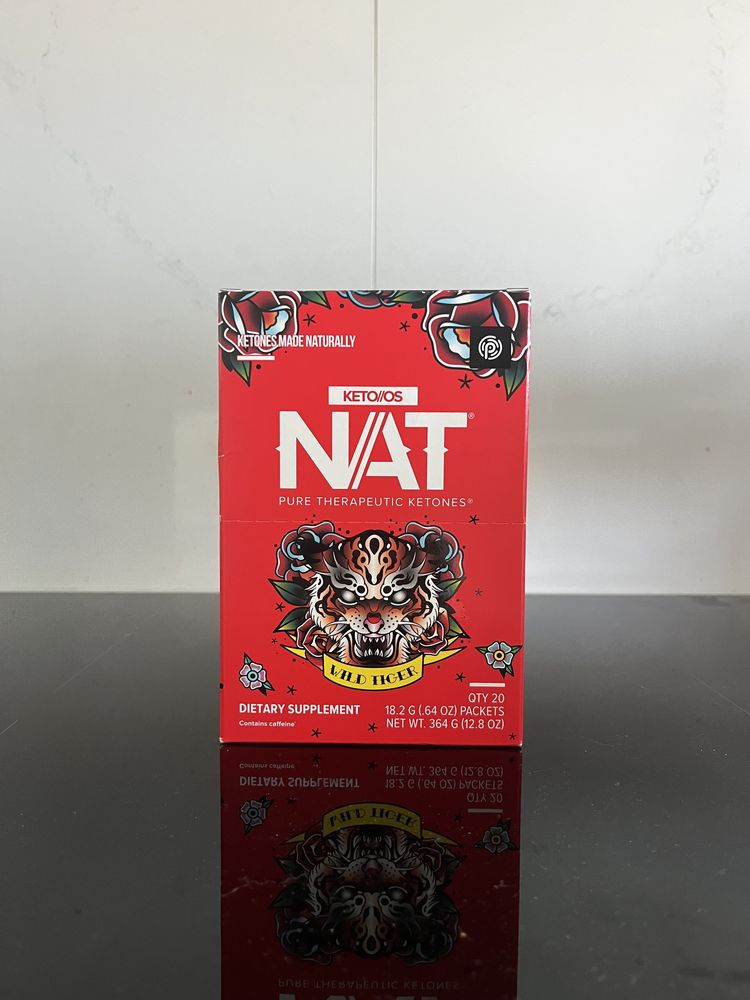 KETONES MADE NATURALLY
KETO//OS
NAT®
PURE THERAPEUTIC KETONES®
WILD TIGER
QTY 20
DIETARY SUPPLEMENT
18.2 G (.64 OZ) PACKETS
Contains caffeine
NET WT. 364 G (12.8 OZ)